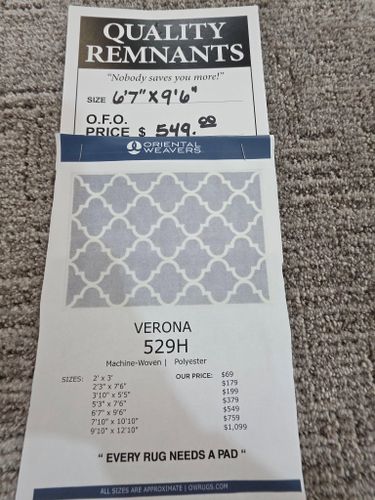 QUALITY
REMNANTS
"Nobody saves you more!"
SIZE 6'7" X 9'6"
O.F.O.
PRICE $ 549.00
ORIENTAL
WEAVERS
VERONA
529H
Machine-Woven | Polyester
SIZES: 2' x 3' OUR PRICE: $69
2'3" x 7'6" $179
3'10" x 5'5" $199
5'3" x 7'6" $379
6'7" x 9'6" $549
7'10" x 10'10" $759
9'10" x 12'10" $1,099
" EVERY RUG NEEDS A PAD "
ALL SIZES ARE APPROXIMATE | OWRUGS.COM